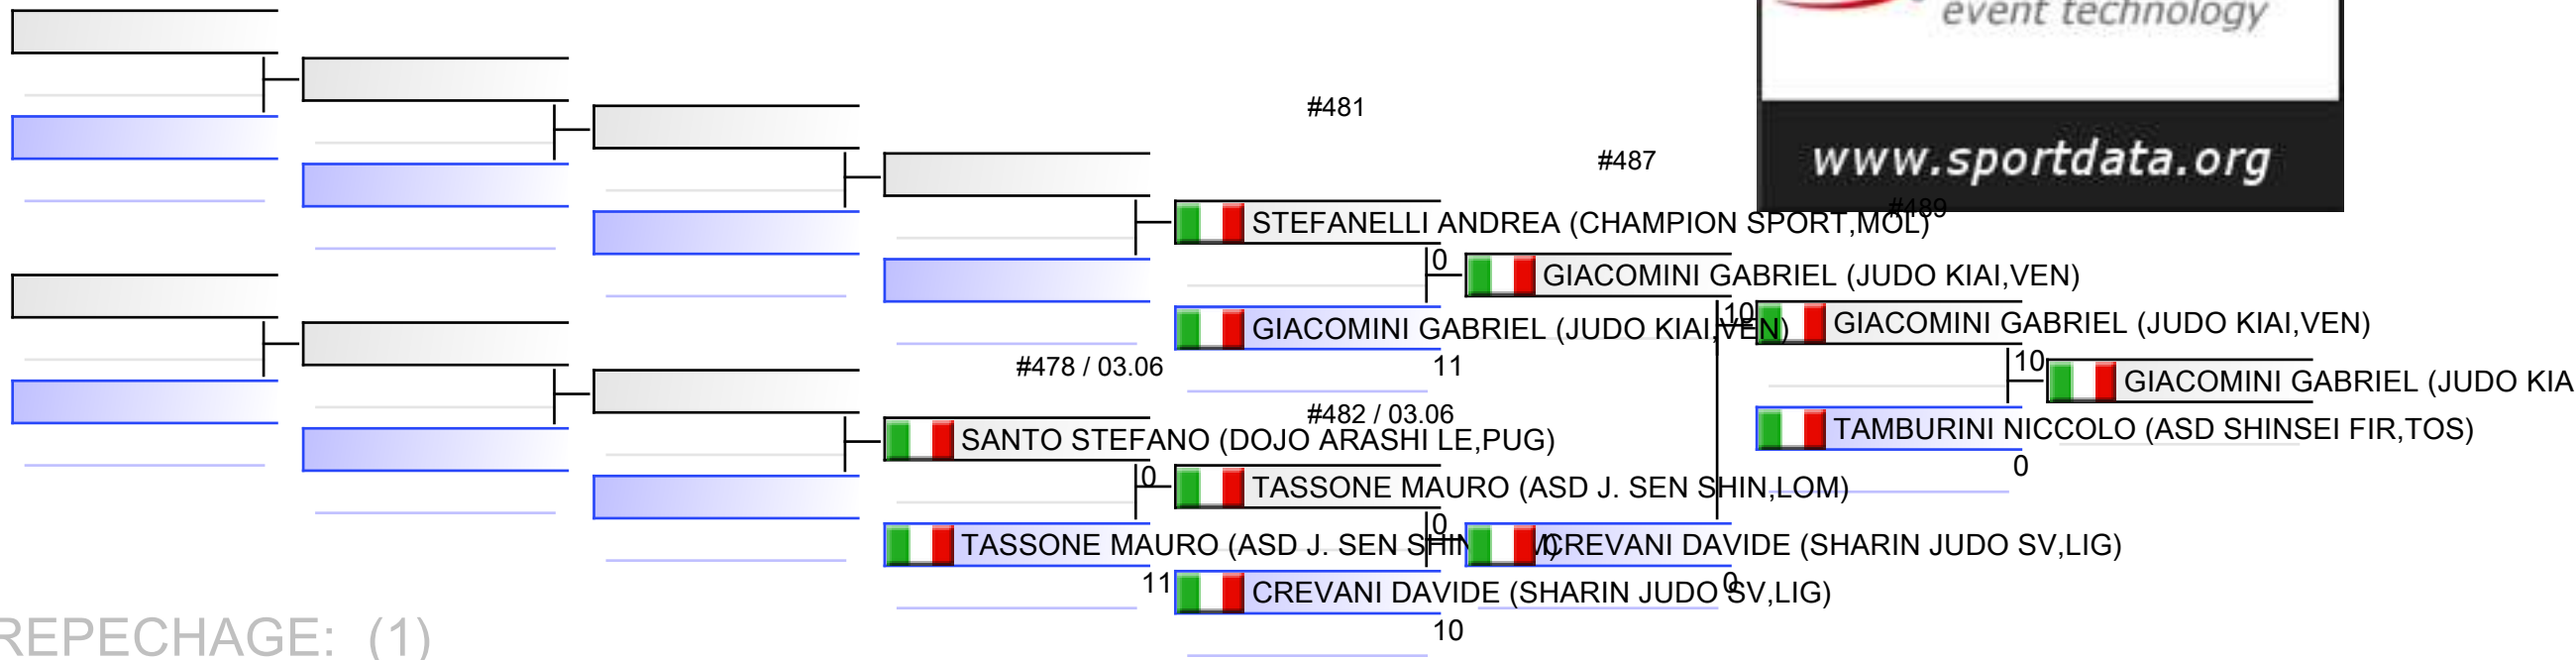 event technology
www.sportdata.org
#481
#487
#489
STEFANELLI ANDREA (CHAMPION SPORT,MOL)
0
GIACOMINI GABRIEL (JUDO KIAI,VEN)
GIACOMINI GABRIEL (JUDO KIAI,VEN)
11
10
GIACOMINI GABRIEL (JUDO KIAI,VEN)
10
GIACOMINI GABRIEL (JUDO KIA
TAMBURINI NICCOLO (ASD SHINSEI FIR,TOS)
0
#478 / 03.06
#482 / 03.06
SANTO STEFANO (DOJO ARASHI LE,PUG)
0
TASSONE MAURO (ASD J. SEN SHIN,LOM)
0
TASSONE MAURO (ASD J. SEN SHIN
CREVANI DAVIDE (SHARIN JUDO SV,LIG)
11
0
CREVANI DAVIDE (SHARIN JUDO SV,LIG)
10
REPECHAGE: (1)